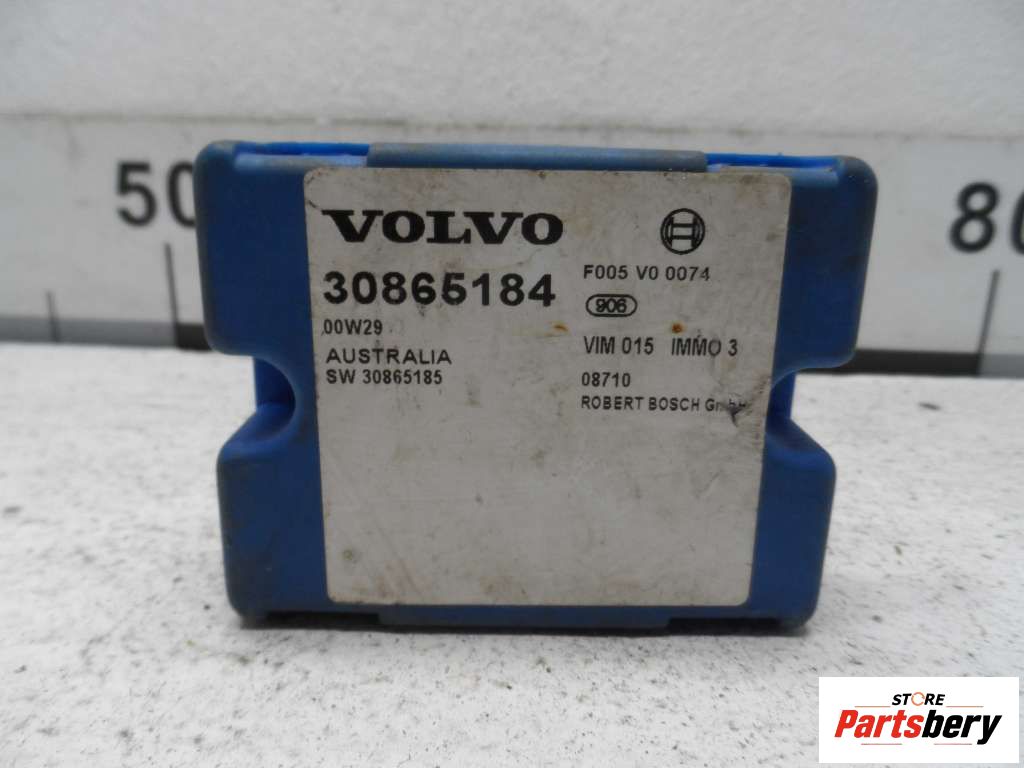 50
80
VOLVO
30865184
00W29
AUSTRALIA
SW 30865185
F005 V0 0074
906
VIM 015 IMMO 3
08710
ROBERT BOSCH
STORE
Partsbery